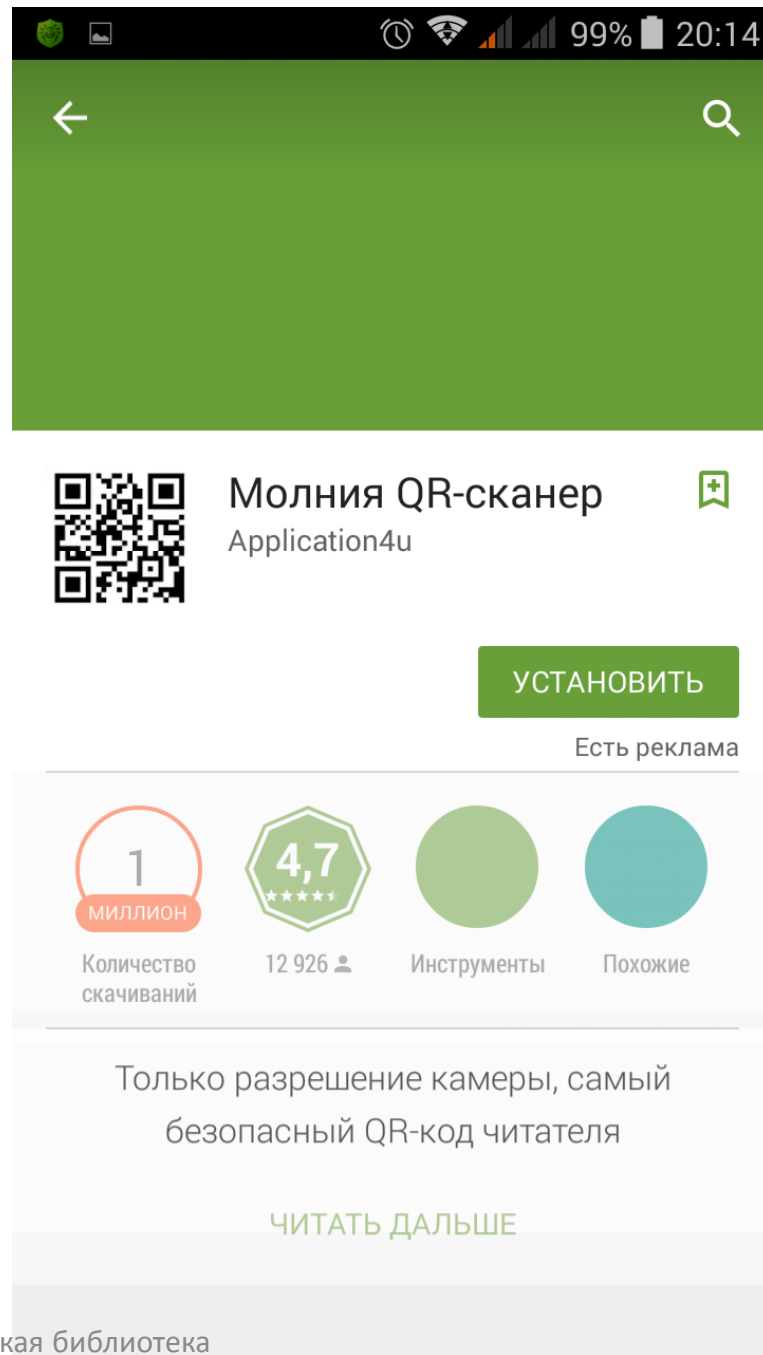 99% 20:14
Молния QR-сканер
Application4u
УСТАНОВИТЬ
Есть реклама
1
МИЛЛИОН
4,7
Количество
скачиваний
12 926
Инструменты
Похожие
Только разрешение камеры, самый
безопасный QR-код читателя
ЧИТАТЬ ДАЛЬШЕ
кая библиотека